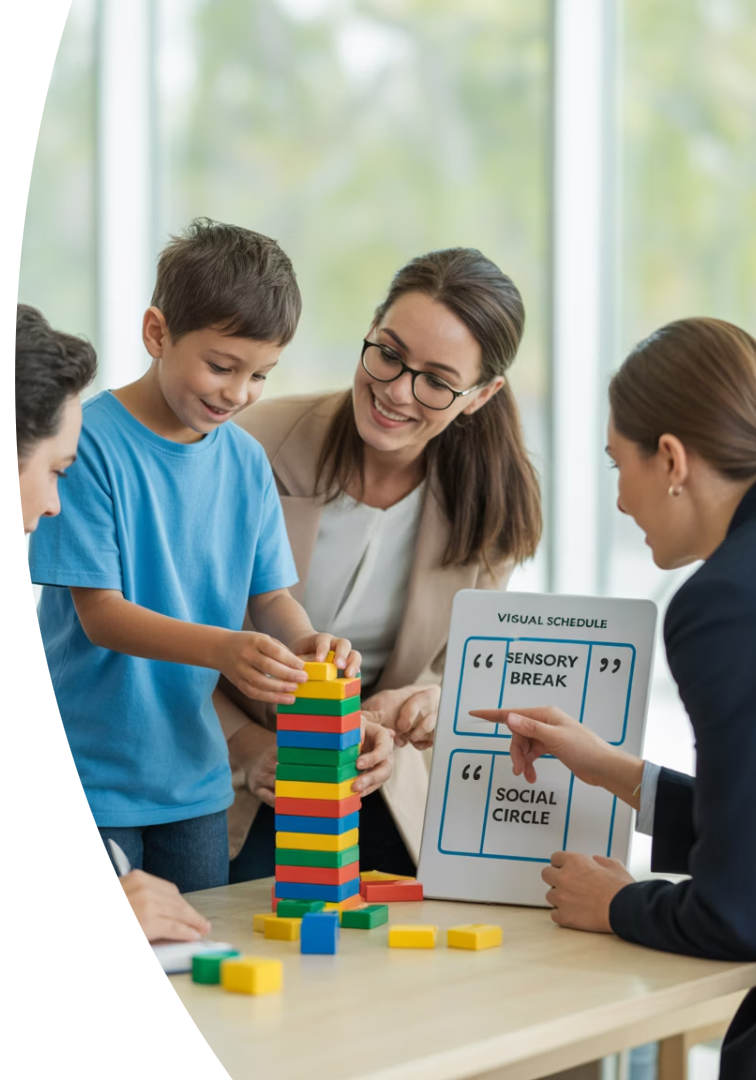 VISUAL SCHEDULE
“ SENSORY ”
BREAK
“ SOCIAL
CIRCLE